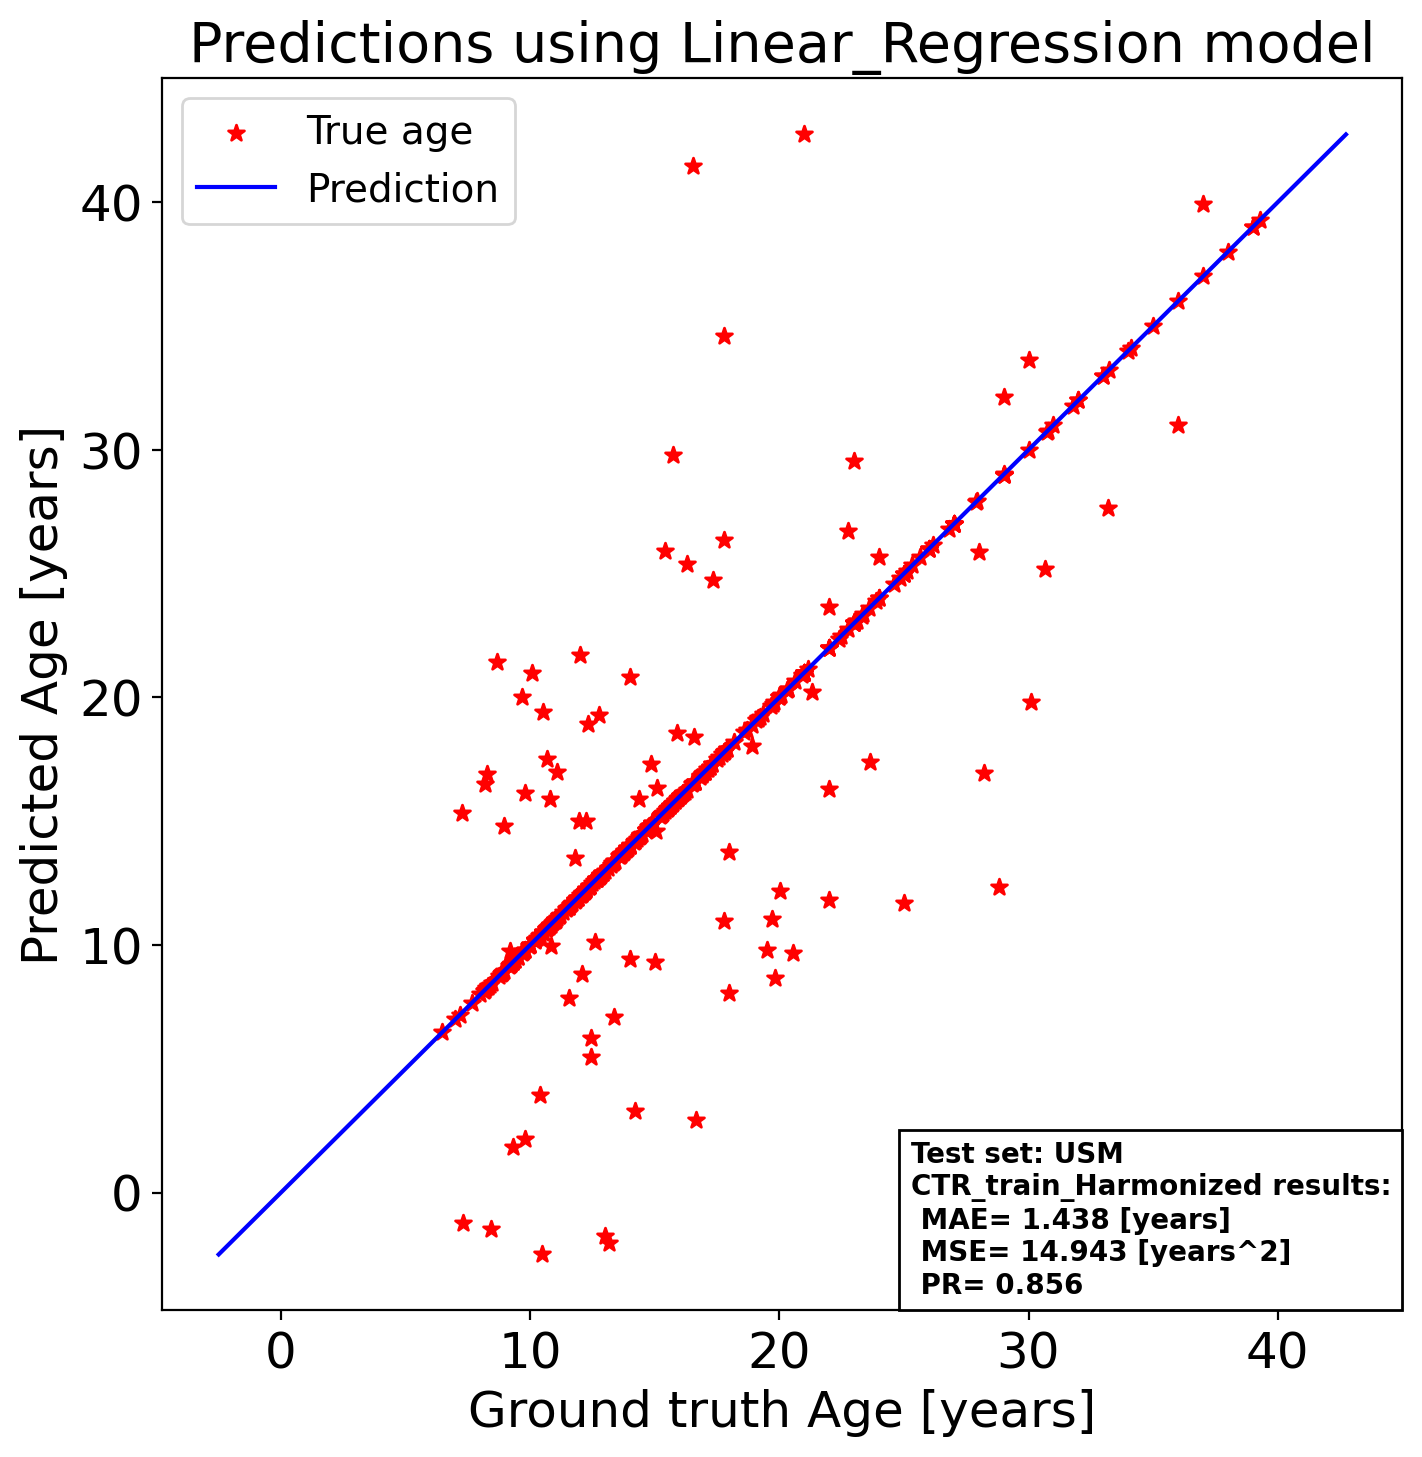 Predictions using Linear_Regression model
True age
Prediction
Predicted Age [years]
40
30
20
10
0
Test set: USM
CTR_train_Harmonized results:
MAE= 1.438 [years]
MSE= 14.943 [years^2]
PR= 0.856
0 10 20 30 40
Ground truth Age [years]